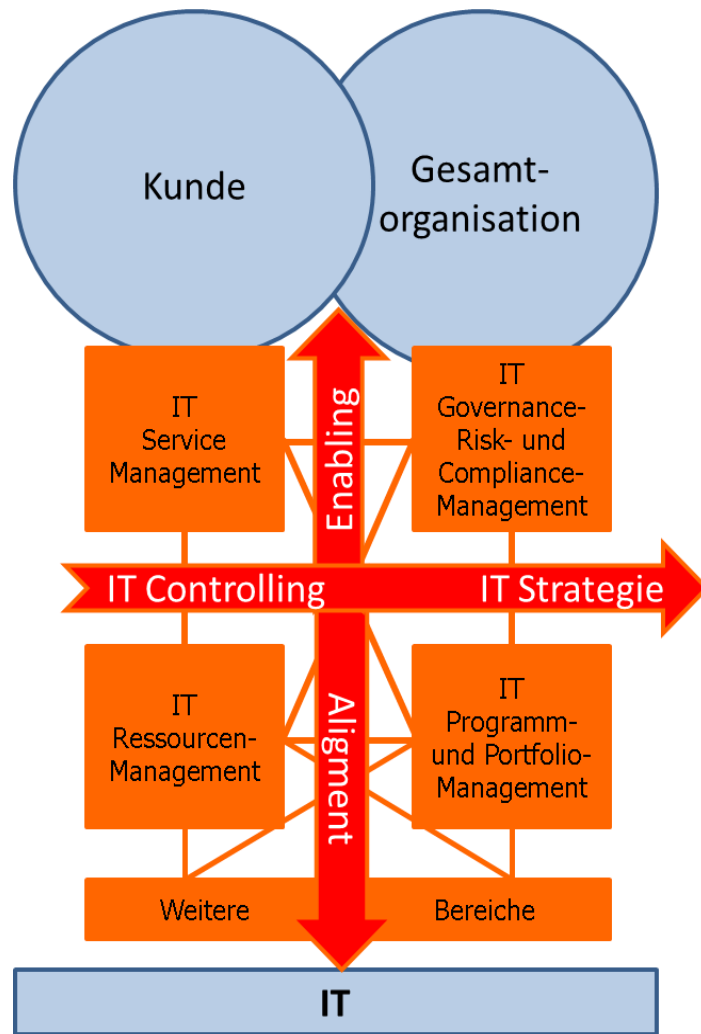 Kunde
Gesamt-
organisation
IT
Service
Management
Enabling
IT
Governance-
Risk- und
Compliance-
Management
IT Controlling
IT Strategie
IT
Ressourcen-
Management
Aligment
IT
Programm-
und Portfolio-
Management
Weitere
Bereiche
IT